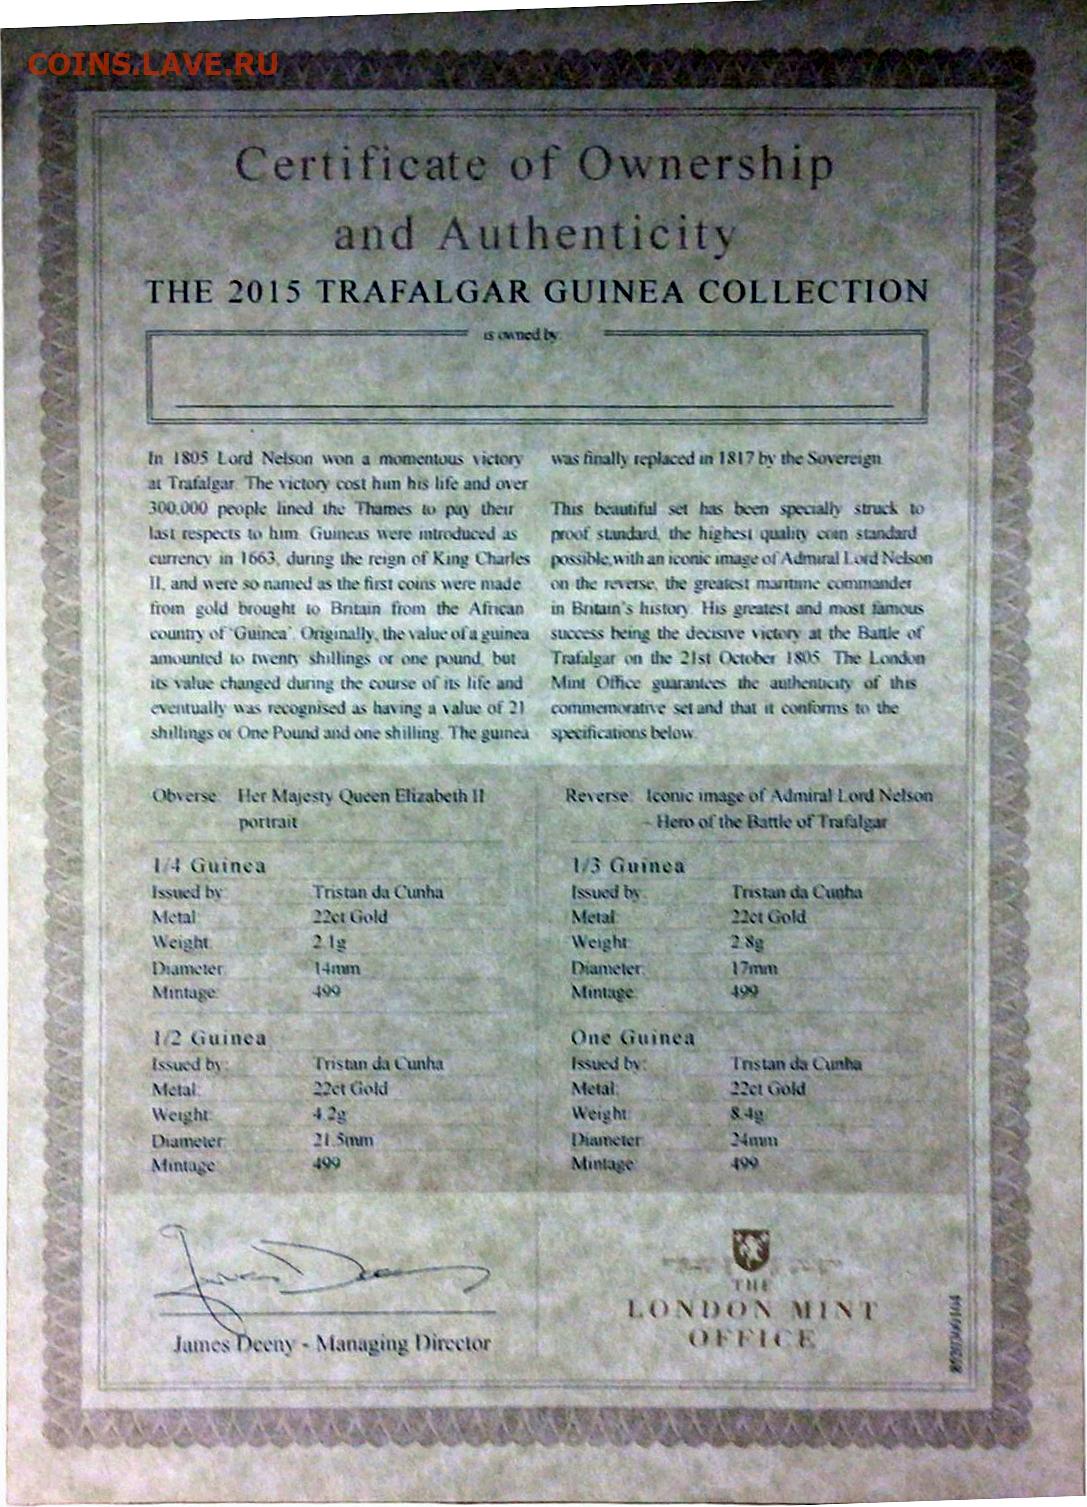 COINS.LAVE.RU
Certificate of Ownership
and Authenticity
THE 2015 TRAFALGAR GUINEA COLLECTION
is owned by
In 1805 Lord Nelson won a momentous victory
at Trafalgar. The victory cost him his life and over
300,000 people lined the Thames to pay their
last respects to him. Guineas were introduced as
currency in 1663, during the reign of King Charles
II, and were so named as the first coins were made
from gold brought to Britain from the African
country of 'Guinea'. Originally, the value of a guinea
amounted to twenty shillings or one pound, but
its value changed during the course of its life and
eventually was recognised as having a value of 21
shillings or One Pound and one shilling. The guinea
was finally replaced in 1817 by the Sovereign.
This beautiful set has been specially struck to
proof standard, the highest quality coin standard
possible, with an iconic image of Admiral Lord Nelson
on the reverse, the greatest maritime commander
in Britain's history. His greatest and most famous
success being the decisive victory at the Battle of
Trafalgar on the 21st October 1805. The London
Mint Office guarantees the authenticity of this
commemorative set and that it conforms to the
specifications below.
Obverse: Her Majesty Queen Elizabeth II
portrait
Reverse: Iconic image of Admiral Lord Nelson
- Hero of the Battle of Trafalgar
1/4 Guinea
Issued by: Tristan da Cunha
Metal: 22ct Gold
Weight: 2.1g
Diameter: 14mm
Mintage: 499
1/3 Guinea
Issued by: Tristan da Cunha
Metal: 22ct Gold
Weight: 2.8g
Diameter: 17mm
Mintage: 499
1/2 Guinea
Issued by: Tristan da Cunha
Metal: 22ct Gold
Weight: 4.2g
Diameter: 21.5mm
Mintage: 499
One Guinea
Issued by: Tristan da Cunha
Metal: 22ct Gold
Weight: 8.4g
Diameter: 24mm
Mintage: 499
James Deeny
James Deeny - Managing Director
THE
LONDON MINT
OFFICE